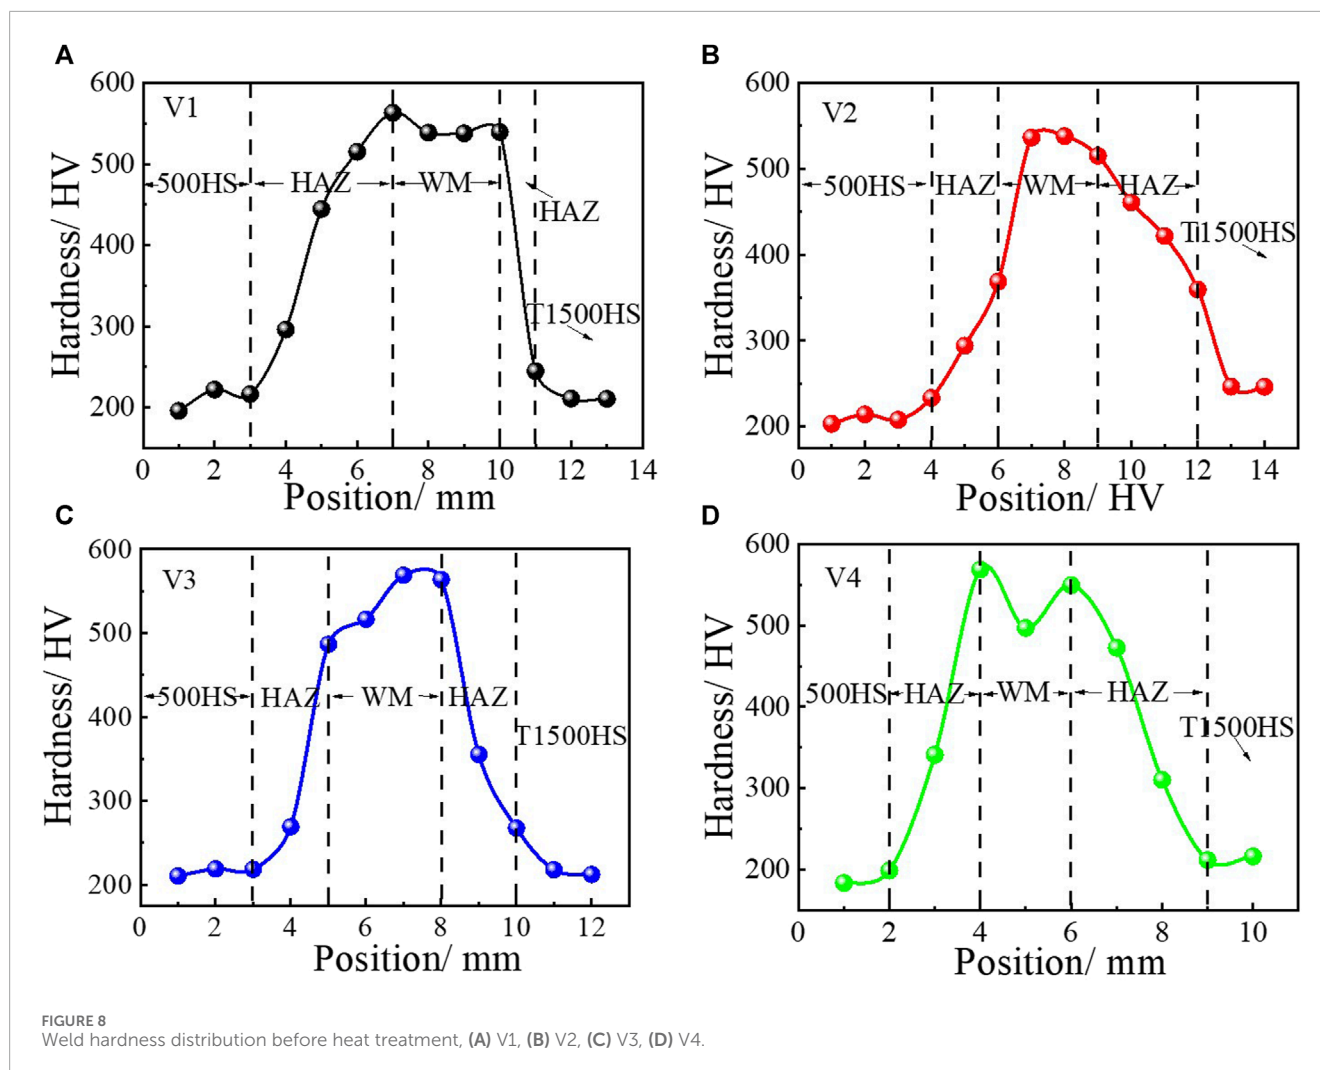 A
600
500
400
300
200
V1
500HS
HAZ
WM
HAZ
T1500HS
0
2
4
6
8
10
12
14
Hardness/ HV
Position/ mm
B
600
500
400
300
200
V2
500HS
HAZ
WM
HAZ
T1500HS
0
2
4
6
8
10
12
14
Hardness/ HV
Position/ HV
C
600
500
400
300
200
V3
500HS
HAZ
WM
HAZ
T1500HS
0
2
4
6
8
10
12
Hardness/ HV
Position/ mm
D
600
500
400
300
200
V4
500HS
HAZ
WM
HAZ
T1500HS
0
2
4
6
8
10
Hardness/ HV
Position/ mm
FIGURE 8
Weld hardness distribution before heat treatment, (A) V1, (B) V2, (C) V3, (D) V4.